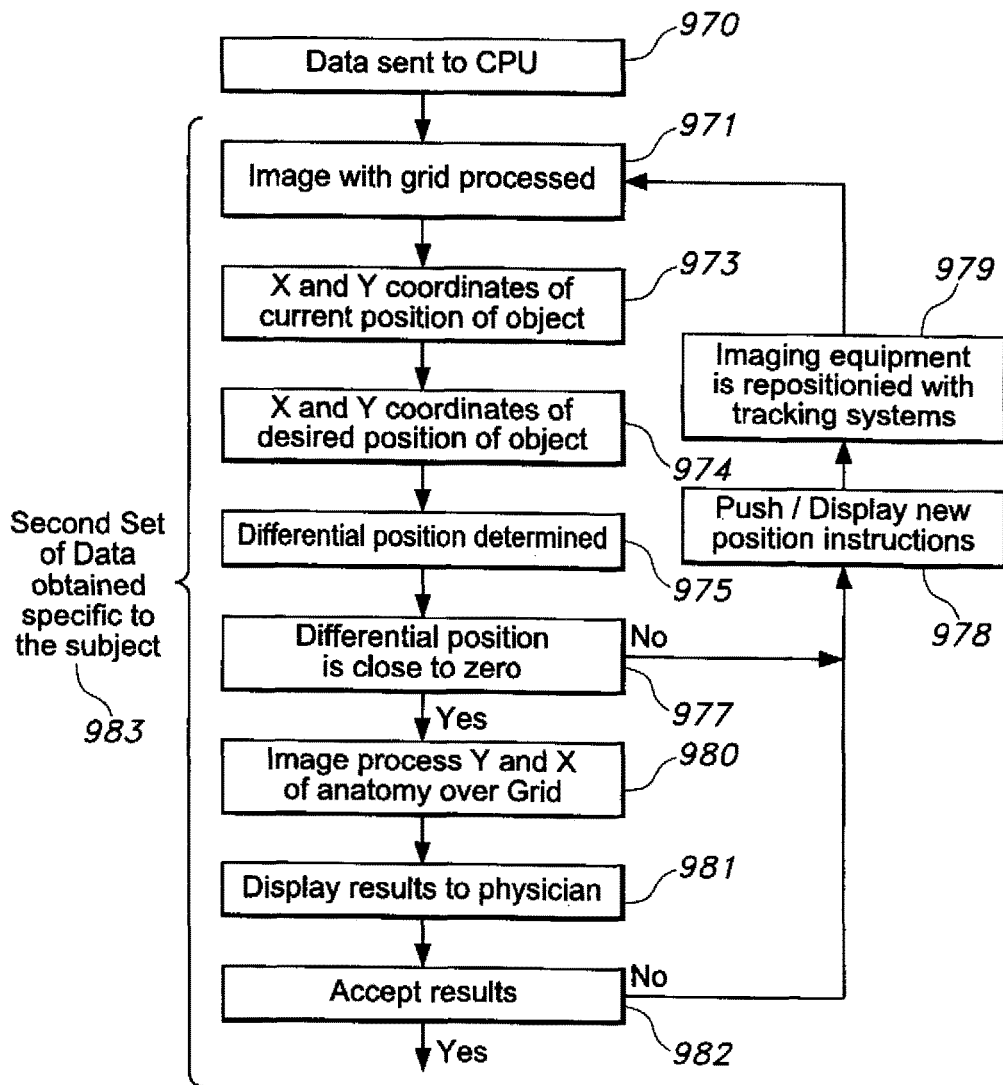 970
Data sent to CPU
971
Image with grid processed
973
X and Y coordinates of
current position of object
979
Imaging equipment
is repositionied with
tracking systems
X and Y coordinates of
desired position of object
974
Push / Display new
position instructions
978
Second Set
of Data
obtained
specific to
the subject
983
Differential position determined
975
Differential position
is close to zero
No
977
Yes
980
Image process Y and X
of anatomy over Grid
981
Display results to physician
Accept results
No
982
Yes